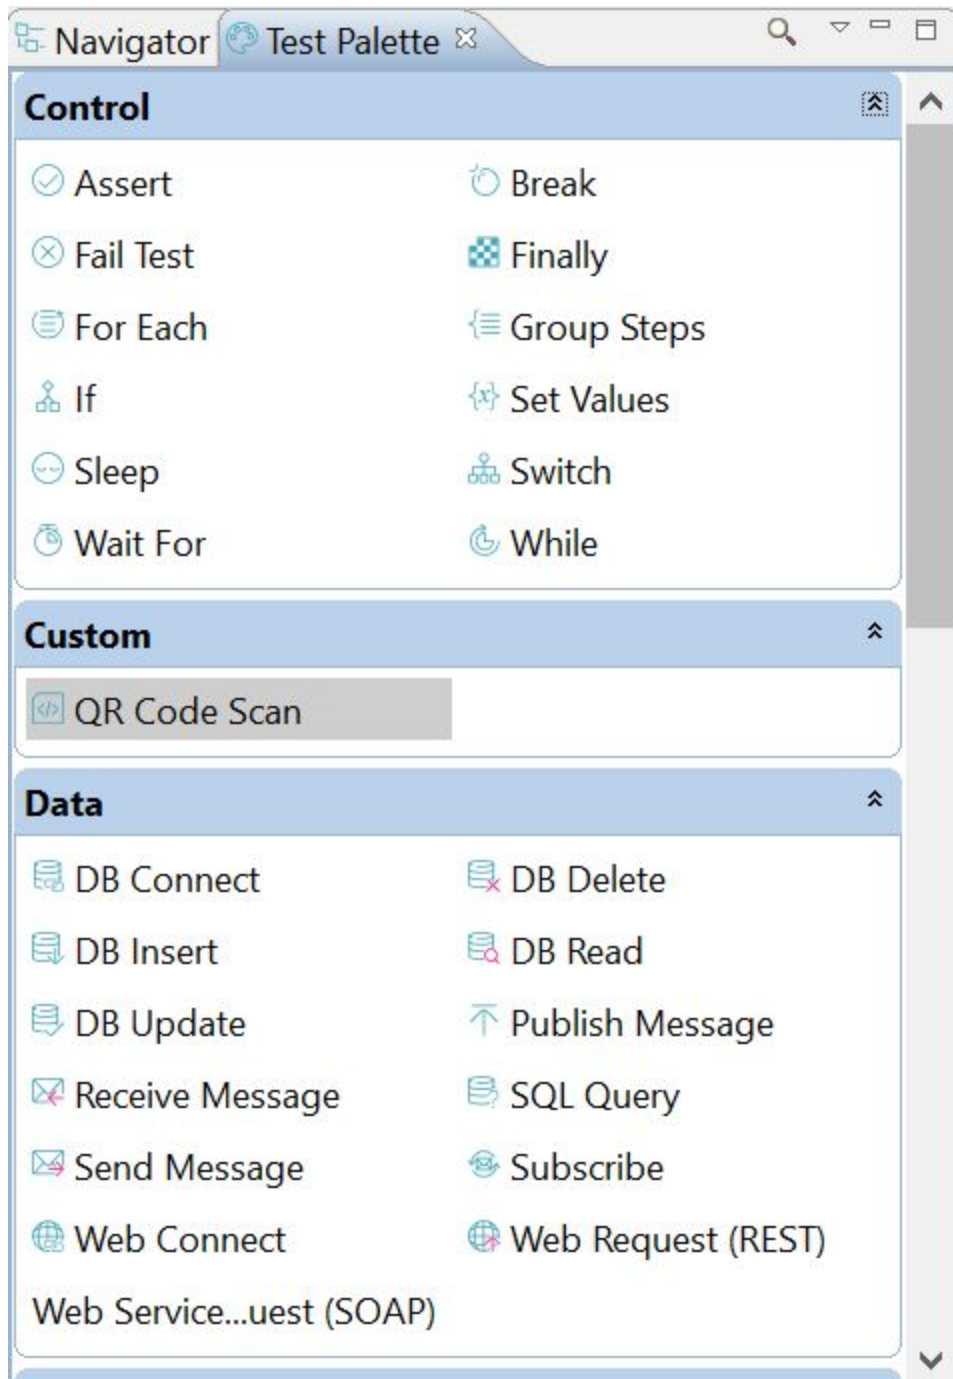 Navigator Test Palette
Control
Assert Break
Fail Test Finally
For Each Group Steps
If Set Values
Sleep Switch
Wait For While
Custom
QR Code Scan
Data
DB Connect DB Delete
DB Insert DB Read
DB Update Publish Message
Receive Message SQL Query
Send Message Subscribe
Web Connect Web Request (REST)
Web Service...uest (SOAP)